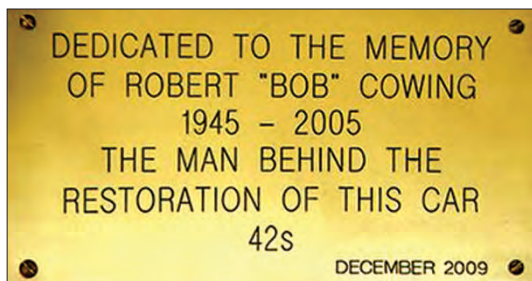 DEDICATED TO THE MEMORY
OF ROBERT "BOB" COWING
1945 - 2005
THE MAN BEHIND THE
RESTORATION OF THIS CAR
42s
DECEMBER 2009